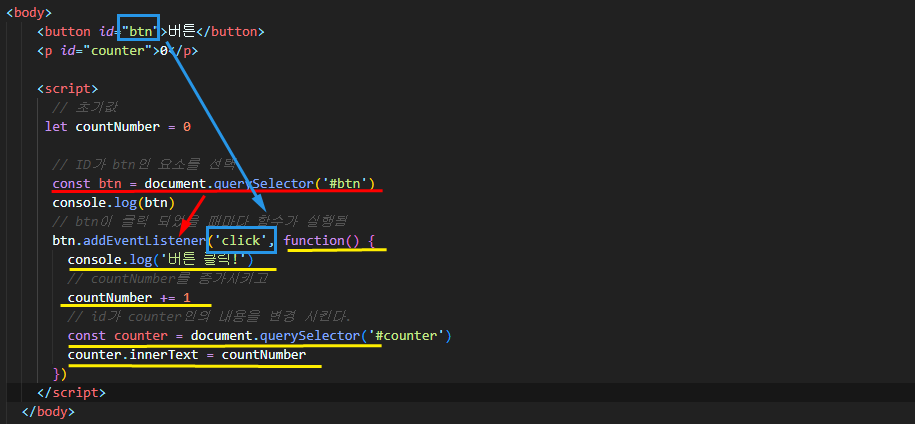 <body>
<button id="btn">버튼</button>
<p id="counter">0</p>
<script>
// 초기값
let countNumber = 0
// ID가 btn인 요소를 선택
const btn = document.querySelector('#btn')
console.log(btn)
// btn이 클릭 되었을 때마다 함수가 실행됨
btn.addEventListener('click', function() {
console.log('버튼 클릭!')
// countNumber를 증가시키고
countNumber += 1
// id가 counter인의 내용을 변경 시킨다.
const counter = document.querySelector('#counter')
counter.innerText = countNumber
})
</script>
</body>